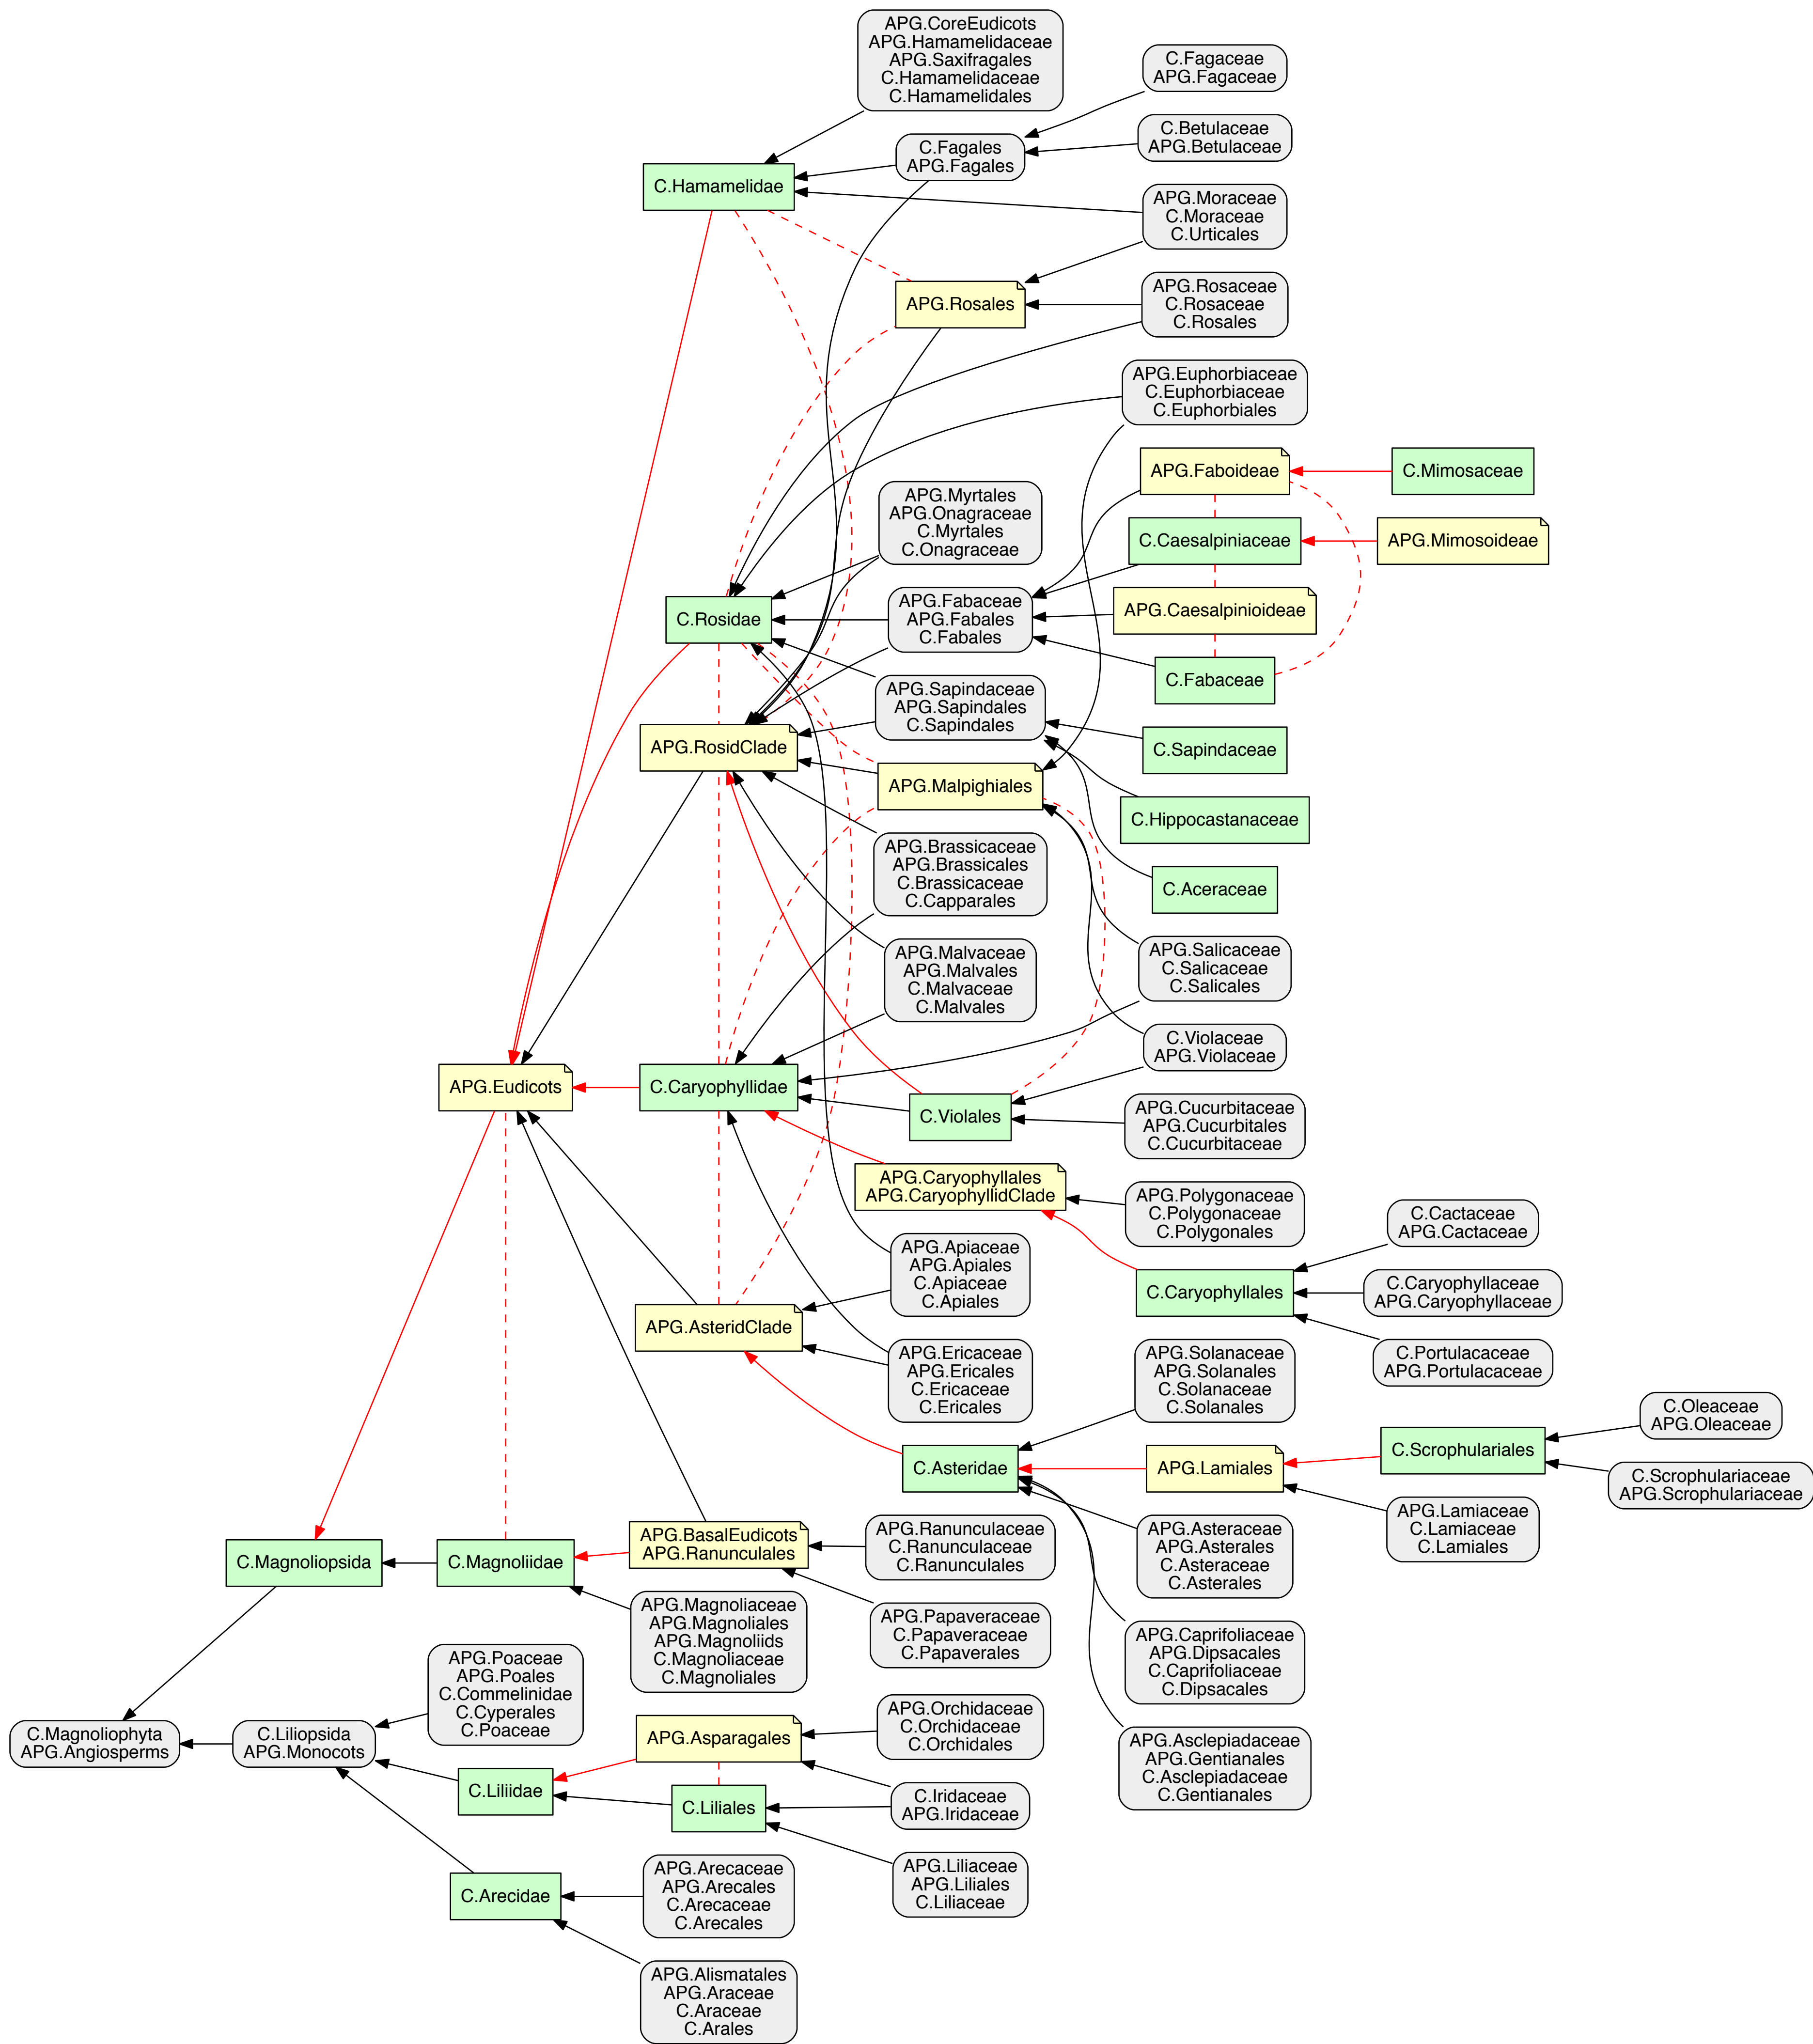 APG.CoreEudicots
APG.Hamamelidaceae
APG.Saxifragales
C.Hamamelidaceae
C.Hamamelidales
C.Fagaceae
APG.Fagaceae
C.Betulaceae
APG.Betulaceae
C.Fagales
APG.Fagales
C.Hamamelidae
APG.Moraceae
C.Moraceae
C.Urticales
APG.Rosales
APG.Rosaceae
C.Rosaceae
C.Rosales
APG.Euphorbiaceae
C.Euphorbiaceae
C.Euphorbiales
APG.Faboideae
C.Mimosaceae
APG.Myrtales
APG.Onagraceae
C.Myrtales
C.Onagraceae
C.Caesalpiniaceae
APG.Mimosoideae
C.Rosidae
APG.Fabaceae
APG.Fabales
C.Fabales
APG.Caesalpinioideae
C.Fabaceae
APG.Sapindaceae
APG.Sapindales
C.Sapindales
APG.RosidClade
C.Sapindaceae
APG.Malpighiales
C.Hippocastanaceae
APG.Brassicaceae
APG.Brassicales
C.Brassicaceae
C.Capparales
C.Aceraceae
APG.Malvaceae
APG.Malvales
C.Malvaceae
C.Malvales
APG.Salicaceae
C.Salicaceae
C.Salicales
C.Violaceae
APG.Violaceae
APG.Eudicots
C.Caryophyllidae
C.Violales
APG.Cucurbitaceae
APG.Cucurbitales
C.Cucurbitaceae
APG.Caryophyllales
APG.CaryophyllidClade
APG.Polygonaceae
C.Polygonaceae
C.Polygonales
C.Cactaceae
APG.Cactaceae
APG.Apiaceae
APG.Apiales
C.Apiaceae
C.Apiales
C.Caryophyllales
C.Caryophyllaceae
APG.Caryophyllaceae
APG.AsteridClade
C.Portulacaceae
APG.Portulacaceae
APG.Ericaceae
APG.Ericales
C.Ericaceae
C.Ericales
APG.Solanaceae
APG.Solanales
C.Solanaceae
C.Solanales
C.Oleaceae
APG.Oleaceae
C.Asteridae
APG.Lamiales
C.Scrophulariales
C.Scrophulariaceae
APG.Scrophulariaceae
APG.Lamiaceae
C.Lamiaceae
C.Lamiales
C.Magnoliopsida
C.Magnoliidae
APG.BasalEudicots
APG.Ranunculales
APG.Ranunculaceae
C.Ranunculaceae
C.Ranunculales
APG.Asteraceae
APG.Asterales
C.Asteraceae
C.Asterales
APG.Magnoliaceae
APG.Magnoliales
APG.Magnoliids
C.Magnoliaceae
C.Magnoliales
APG.Papaveraceae
C.Papaveraceae
C.Papaverales
APG.Caprifoliaceae
APG.Dipsacales
C.Caprifoliaceae
C.Dipsacales
APG.Poaceae
APG.Poales
C.Commelinidae
C.Cyperales
C.Poaceae
C.Magnoliophyta
APG.Angiosperms
C.Liliopsida
APG.Monocots
APG.Asparagales
APG.Orchidaceae
C.Orchidaceae
C.Orchidales
APG.Asclepiadaceae
APG.Gentianales
C.Asclepiadaceae
C.Gentianales
C.Liliidae
C.Liliales
C.Iridaceae
APG.Iridaceae
APG.Liliaceae
APG.Liliales
C.Liliaceae
C.Arecidae
APG.Arecaceae
APG.Arecales
C.Arecaceae
C.Arecales
APG.Alismatales
APG.Araceae
C.Araceae
C.Arales